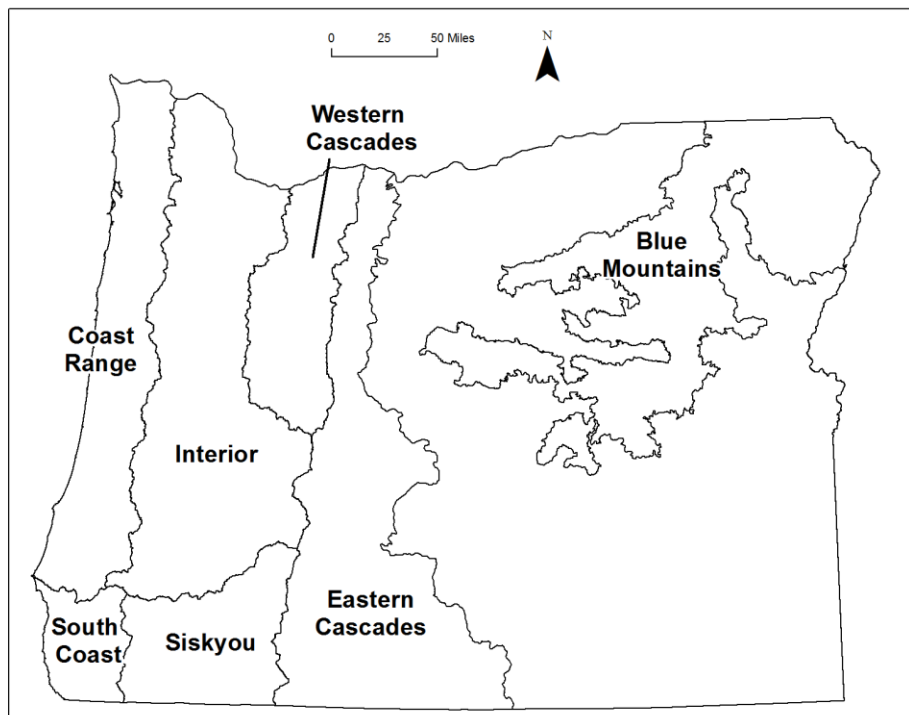 0 25 50 Miles
N
Western
Cascades
Blue
Mountains
Coast
Range
Interior
Eastern
Cascades
South
Coast
Siskyou